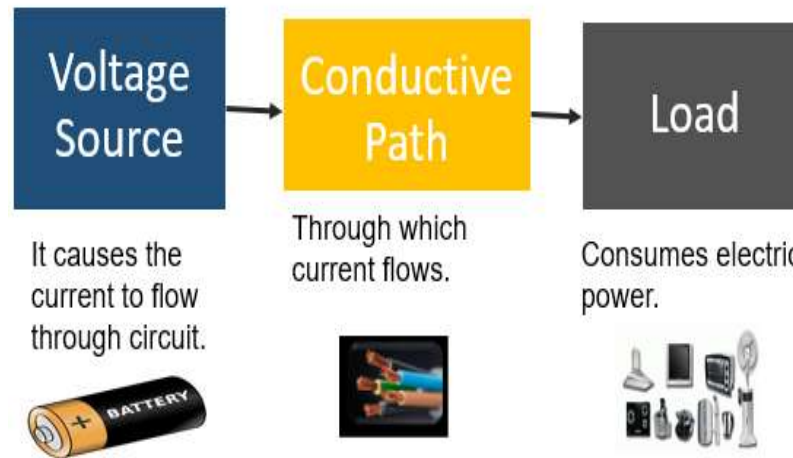 Voltage
Source
Conductive
Path
Load
It causes the
current to flow
through circuit.
Through which
current flows.
Consumes electric
power.
+ BATTERY